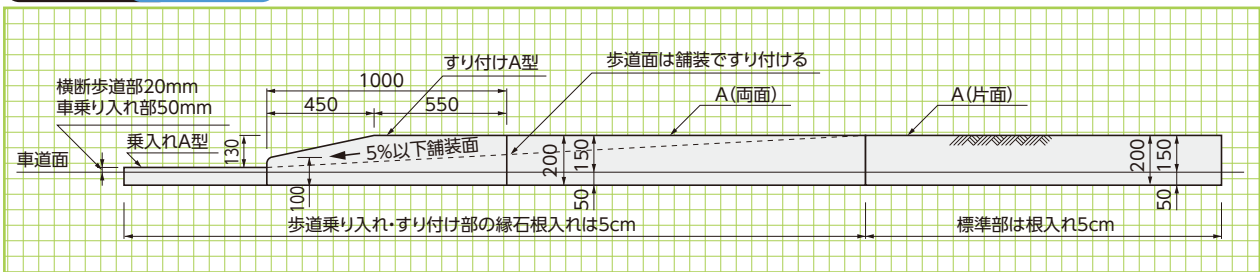 すり付けA型
歩道面は舗装ですり付ける
横断歩道部20mm
車乗り入れ部50mm
1000
450
550
A(両面)
A(片面)
乗入れA型
車道面
130
5%以下舗装面
100
200
150
50
200
150
50
歩道乗り入れ・すり付け部の縁石根入れは5cm
標準部は根入れ5cm